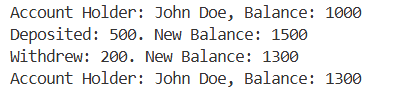 Account Holder: John Doe, Balance: 1000
Deposited: 500. New Balance: 1500
Withdrew: 200. New Balance: 1300
Account Holder: John Doe, Balance: 1300